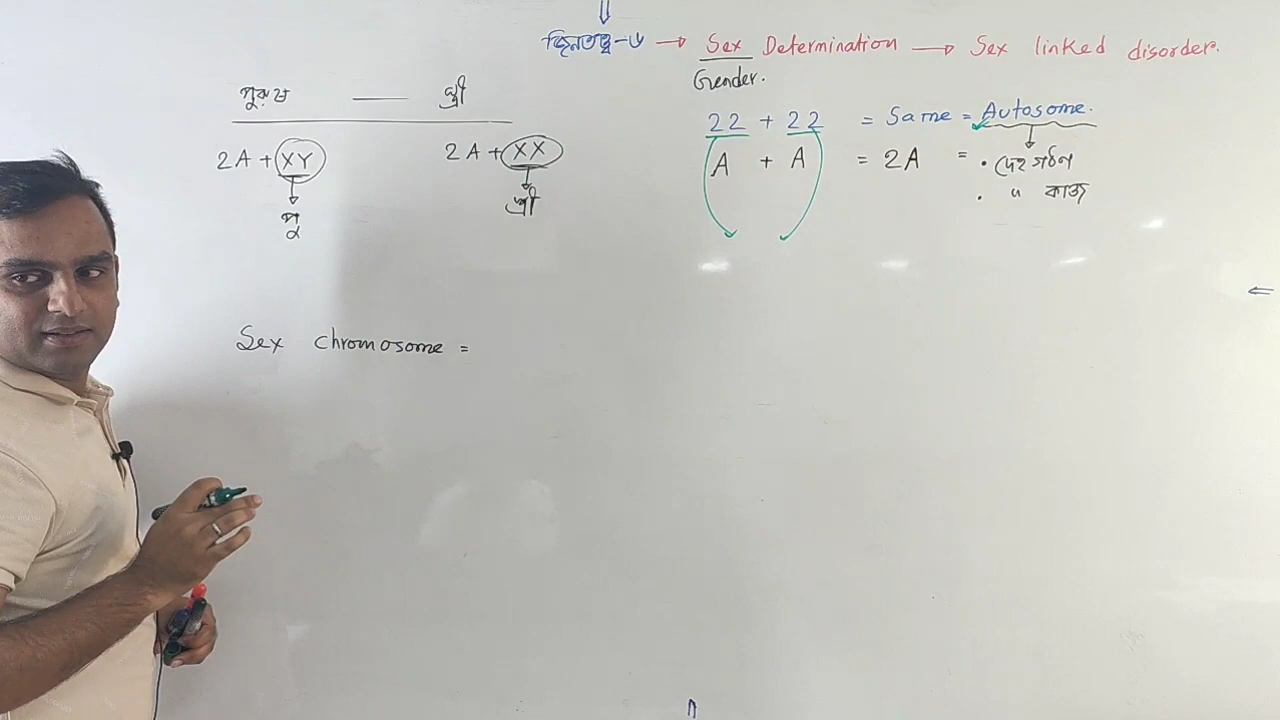 জিনতত্ত্ব-৬ → Sex Determination → Sex linked disorder.
Gender.
পুরুষ — স্ত্রী
2A + XY
পু
2A + XX
স্ত্রী
22 + 22 = Same = Autosome.
A + A = 2A = • দেহ গঠন
• " কাজ
Sex chromosome =